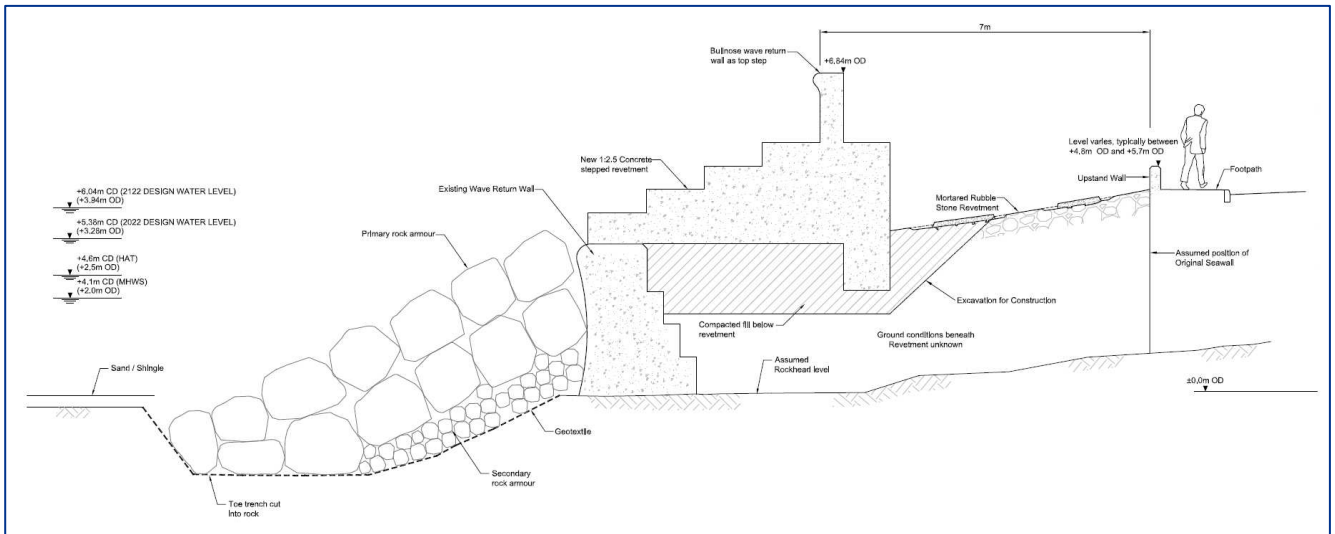 7m
Bullnose wave return
wall as top step
+6.84m OD
New 1:2.5 Concrete
stepped revetment
Level varies, typically between
+4.8m OD and +5.7m OD
Upstand Wall
Footpath
Existing Wave Return Wall
Mortared Rubble
Stone Revetment
+6.04m CD (2122 DESIGN WATER LEVEL)
(+3.94m OD)
+5.38m CD (2022 DESIGN WATER LEVEL)
(+3.28m OD)
+4.6m CD (HAT)
(+2.5m OD)
+4.1m CD (MHWS)
(+2.0m OD)
Primary rock armour
Assumed position of
Original Seawall
Excavation for Construction
Compacted fill below
revetment
Ground conditions beneath
Revetment unknown
Sand / Shingle
Assumed
Rockhead level
±0.0m OD
Geotextile
Secondary
rock armour
Toe trench cut
into rock